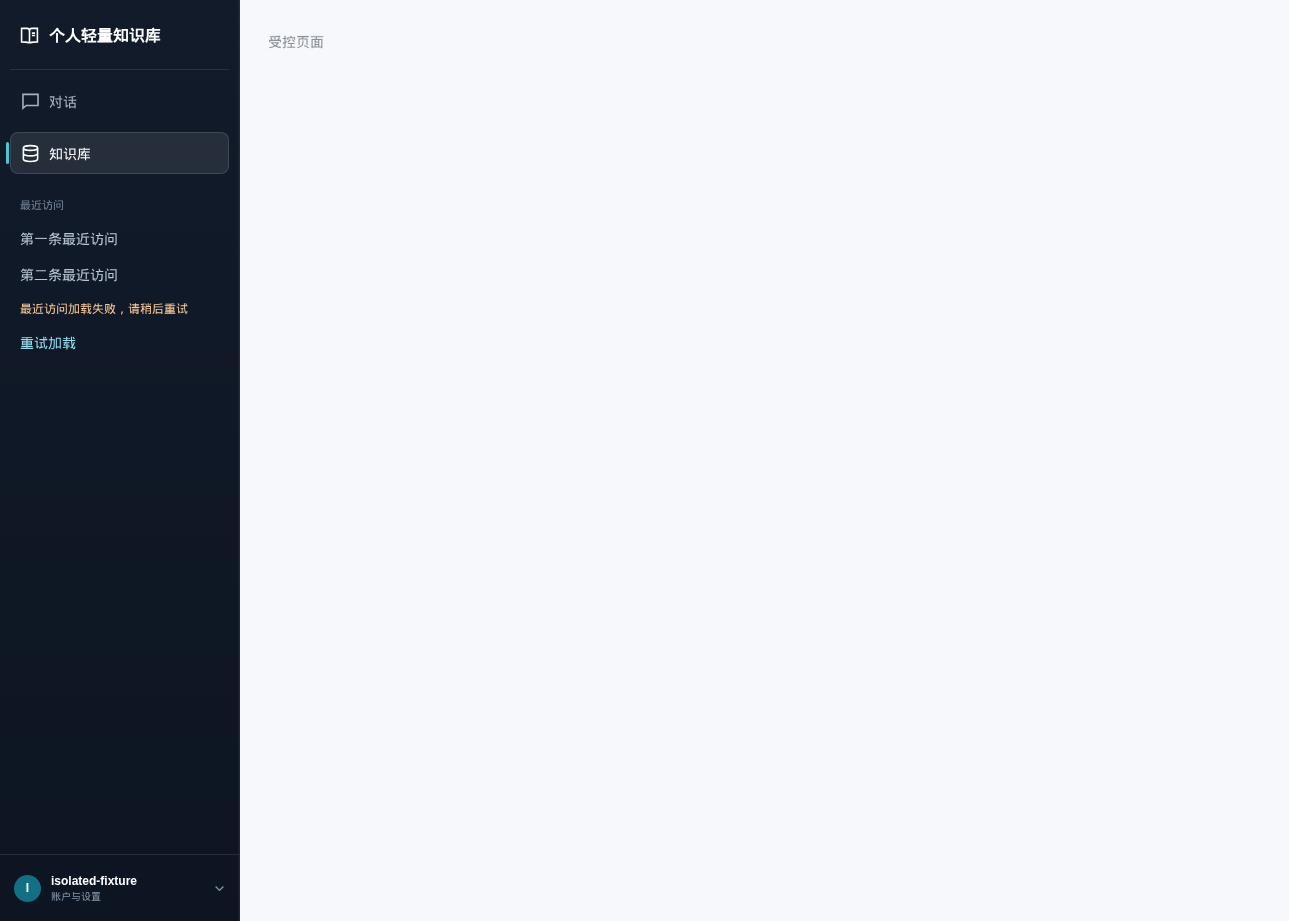 个人轻量知识库
对话
知识库
最近访问
第一条最近访问
第二条最近访问
最近访问加载失败，请稍后重试
重试加载
I
isolated-fixture
账户与设置
受控页面